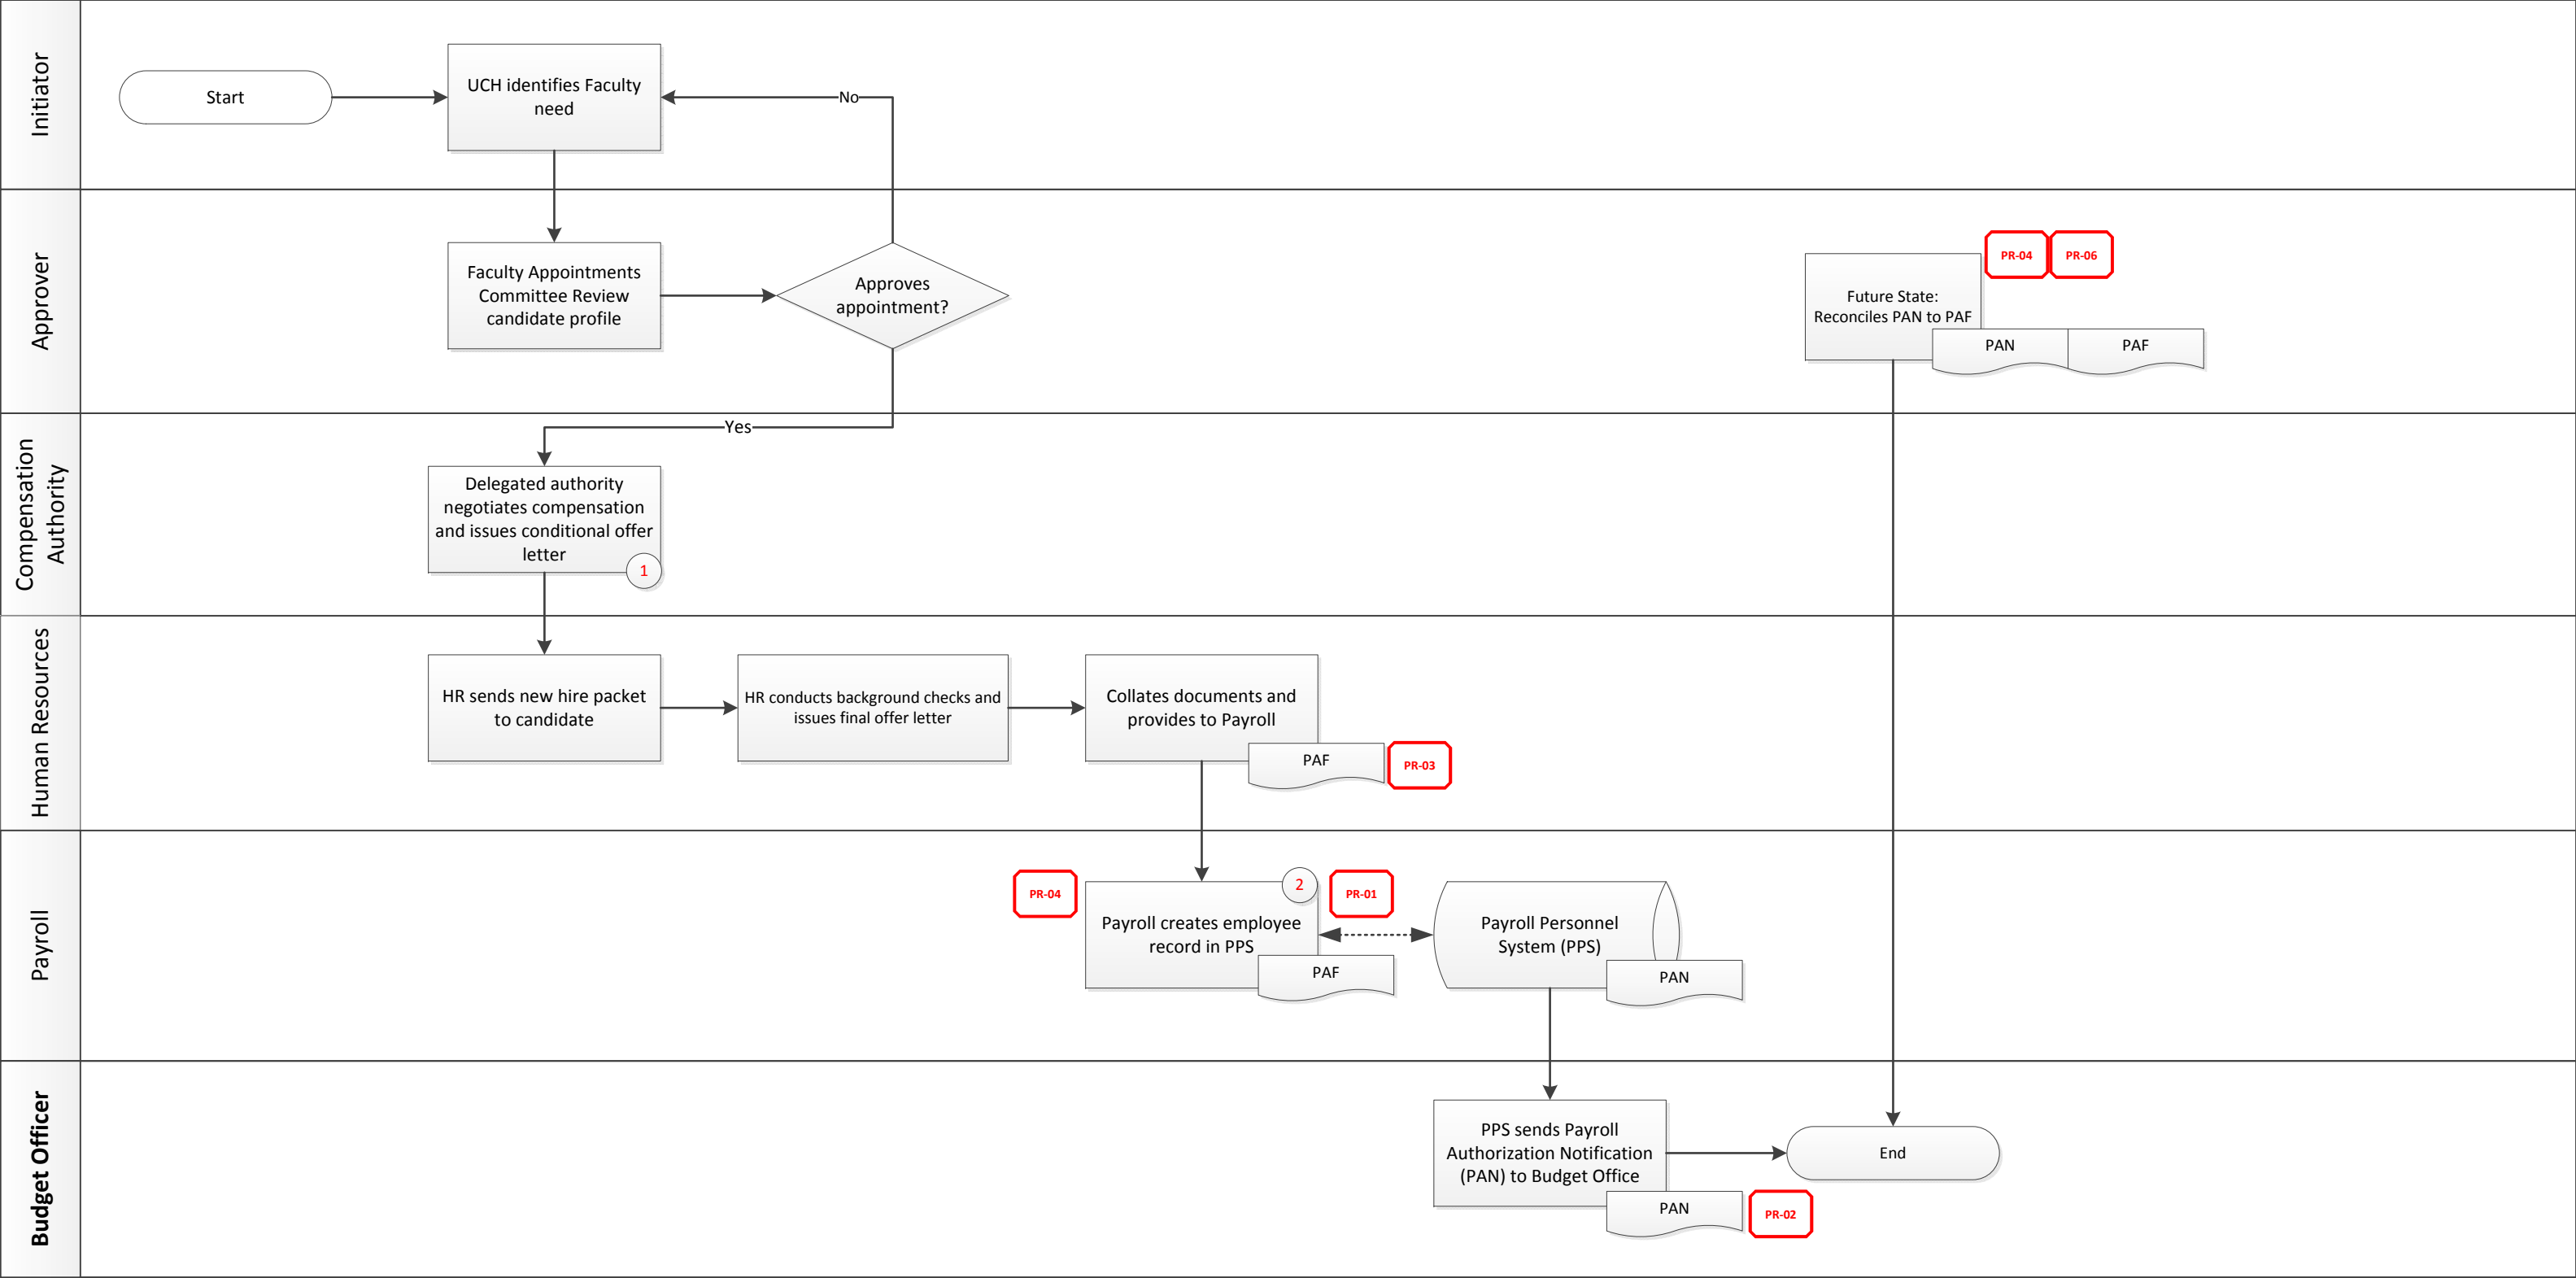 Initiator
Start
UCH identifies Faculty
need
No
Approver
Faculty Appointments
Committee Review
candidate profile
Approves
appointment?
PR-04
PR-06
Future State:
Reconciles PAN to PAF
PAN
PAF
Compensation
Authority
Yes
Delegated authority
negotiates compensation
and issues conditional offer
letter
1
Human Resources
HR sends new hire packet
to candidate
HR conducts background checks and
issues final offer letter
Collates documents and
provides to Payroll
PAF
PR-03
Payroll
PR-04
2
PR-01
Payroll creates employee
record in PPS
PAF
Payroll Personnel
System (PPS)
PAN
Budget Officer
PPS sends Payroll
Authorization Notification
(PAN) to Budget Office
PAN
PR-02
End